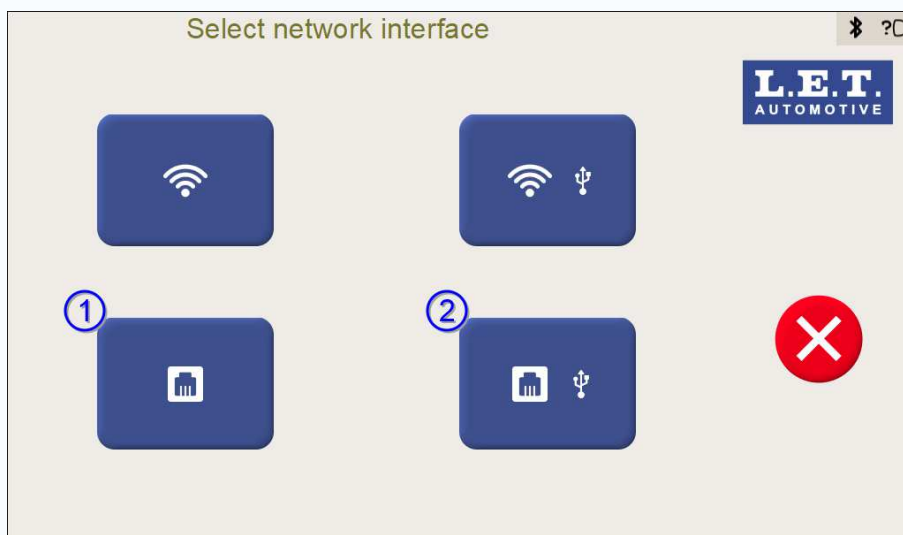 Select network interface
?
L.E.T.
AUTOMOTIVE
1
2